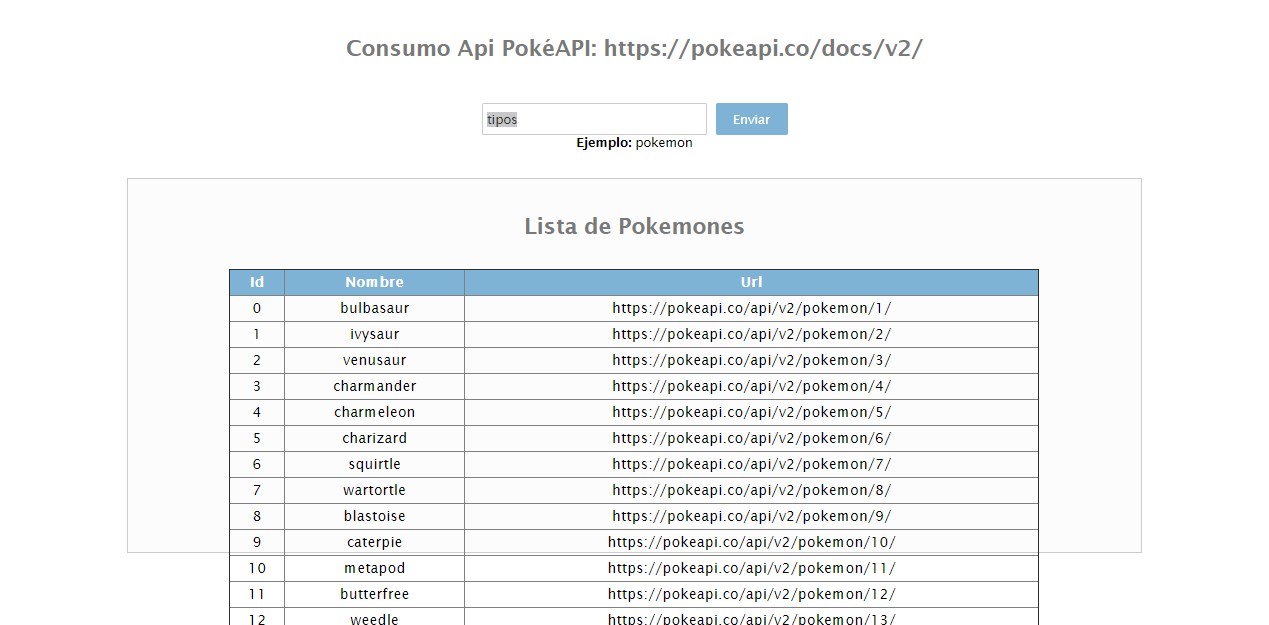 Consumo Api PokéAPI: https://pokeapi.co/docs/v2/
tipos Enviar
Ejemplo: pokemon
Lista de Pokemones
Id Nombre Url
0 bulbasaur https://pokeapi.co/api/v2/pokemon/1/
1 ivysaur https://pokeapi.co/api/v2/pokemon/2/
2 venusaur https://pokeapi.co/api/v2/pokemon/3/
3 charmander https://pokeapi.co/api/v2/pokemon/4/
4 charmeleon https://pokeapi.co/api/v2/pokemon/5/
5 charizard https://pokeapi.co/api/v2/pokemon/6/
6 squirtle https://pokeapi.co/api/v2/pokemon/7/
7 wartortle https://pokeapi.co/api/v2/pokemon/8/
8 blastoise https://pokeapi.co/api/v2/pokemon/9/
9 caterpie https://pokeapi.co/api/v2/pokemon/10/
10 metapod https://pokeapi.co/api/v2/pokemon/11/
11 butterfree https://pokeapi.co/api/v2/pokemon/12/
12 weedle https://pokeapi.co/api/v2/pokemon/13/